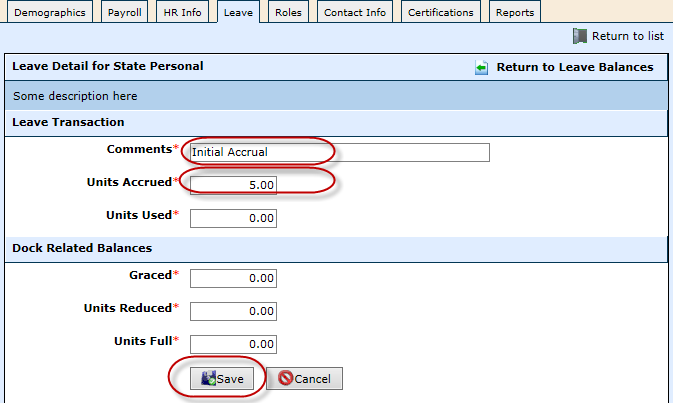 Demographics Payroll HR Info Leave Roles Contact Info Certifications Reports
Return to list
Leave Detail for State Personal Return to Leave Balances
Some description here
Leave Transaction
Comments* Initial Accrual
Units Accrued* 5.00
Units Used* 0.00
Dock Related Balances
Graced* 0.00
Units Reduced* 0.00
Units Full* 0.00
Save Cancel